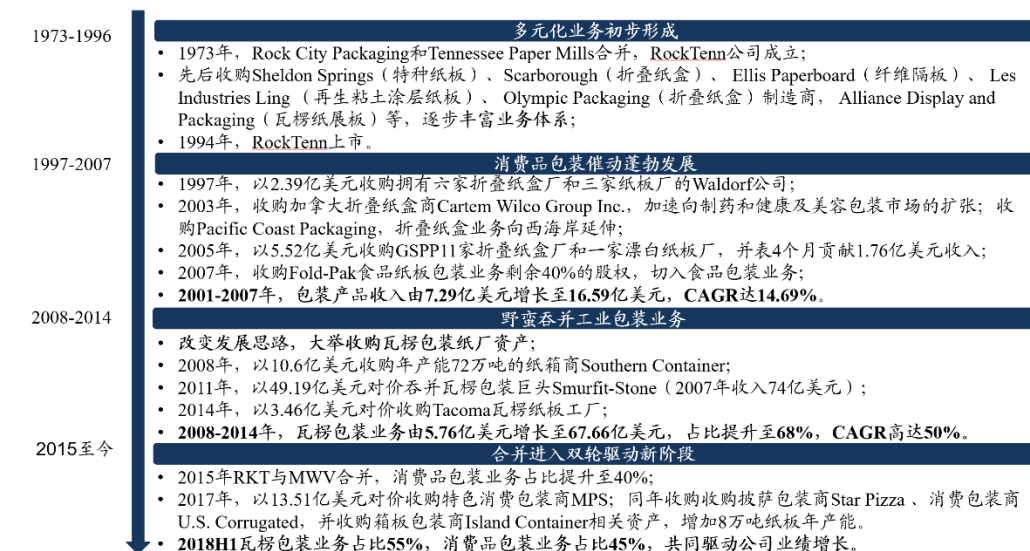 1973-1996
多元化业务初步形成
• 1973年，Rock City Packaging和Tennessee Paper Mills合并，RockTenn公司成立；
• 先后收购Sheldon Springs（特种纸板）、Scarborough（折叠纸盒）、 Ellis Paperboard（纤维隔板）、 Les
Industries Ling （再生粘土涂层纸板）、 Olympic Packaging（折叠纸盒）制造商， Alliance Display and
Packaging（瓦楞纸展板）等，逐步丰富业务体系；
• 1994年，RockTenn上市。
1997-2007
消费品包装催动蓬勃发展
• 1997年，以2.39亿美元收购拥有六家折叠纸盒厂和三家纸板厂的Waldorf公司；
• 2003年，收购加拿大折叠纸盒商Cartem Wilco Group Inc.，加速向制药和健康及美容包装市场的扩张；收
购Pacific Coast Packaging，折叠纸盒业务向西海岸延伸；
• 2005年，以5.52亿美元收购GSPP11家折叠纸盒厂和一家漂白纸板厂，并表4个月贡献1.76亿美元收入；
• 2007年，收购Fold-Pak食品纸板包装业务剩余40%的股权，切入食品包装业务；
• 2001-2007年，包装产品收入由7.29亿美元增长至16.59亿美元，CAGR达14.69%。
2008-2014
野蛮吞并工业包装业务
• 改变发展思路，大举收购瓦楞包装纸厂资产；
• 2008年，以10.6亿美元收购年产能72万吨的纸箱商Southern Container;
• 2011年，以49.19亿美元对价吞并瓦楞包装巨头Smurfit-Stone（2007年收入74亿美元）；
• 2014年，以3.46亿美元对价收购Tacoma瓦楞纸板工厂；
• 2008-2014年，瓦楞包装业务由5.76亿美元增长至67.66亿美元，占比提升至68%，CAGR高达50%。
2015至今
合并进入双轮驱动新阶段
• 2015年RKT与MWV合并，消费品包装业务占比提升至40%；
• 2017年，以13.51亿美元对价收购特色消费包装商MPS；同年收购收购披萨包装商Star Pizza 、消费包装商
U.S. Corrugated，并收购箱板包装商Island Container相关资产，增加8万吨纸板年产能。
• 2018H1瓦楞包装业务占比55%，消费品包装业务占比45%，共同驱动公司业绩增长。